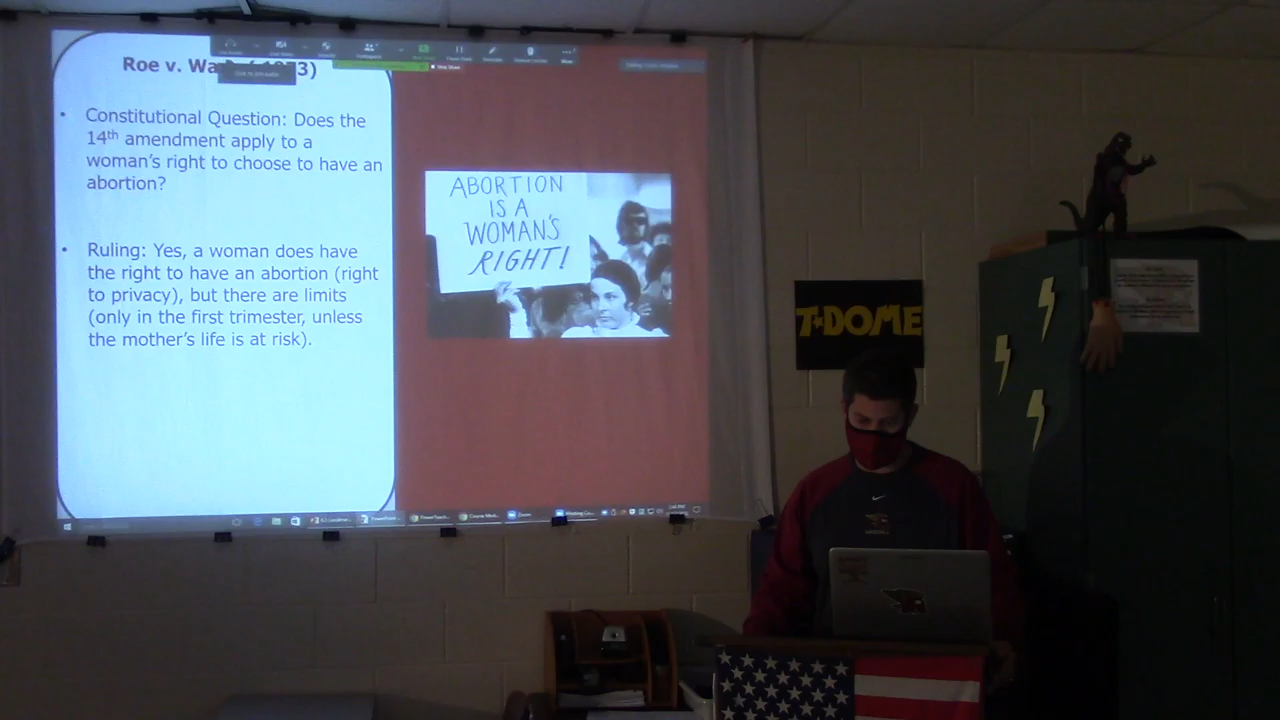 Roe v. Wa
3)
Constitutional Question: Does the
14th amendment apply to a
woman's right to choose to have an
abortion?
Ruling: Yes, a woman does have
the right to have an abortion (right
to privacy), but there are limits
(only in the first trimester, unless
the mother's life is at risk).
ABORTION
IS A
WOMAN'S
RIGHT!
T★DOME